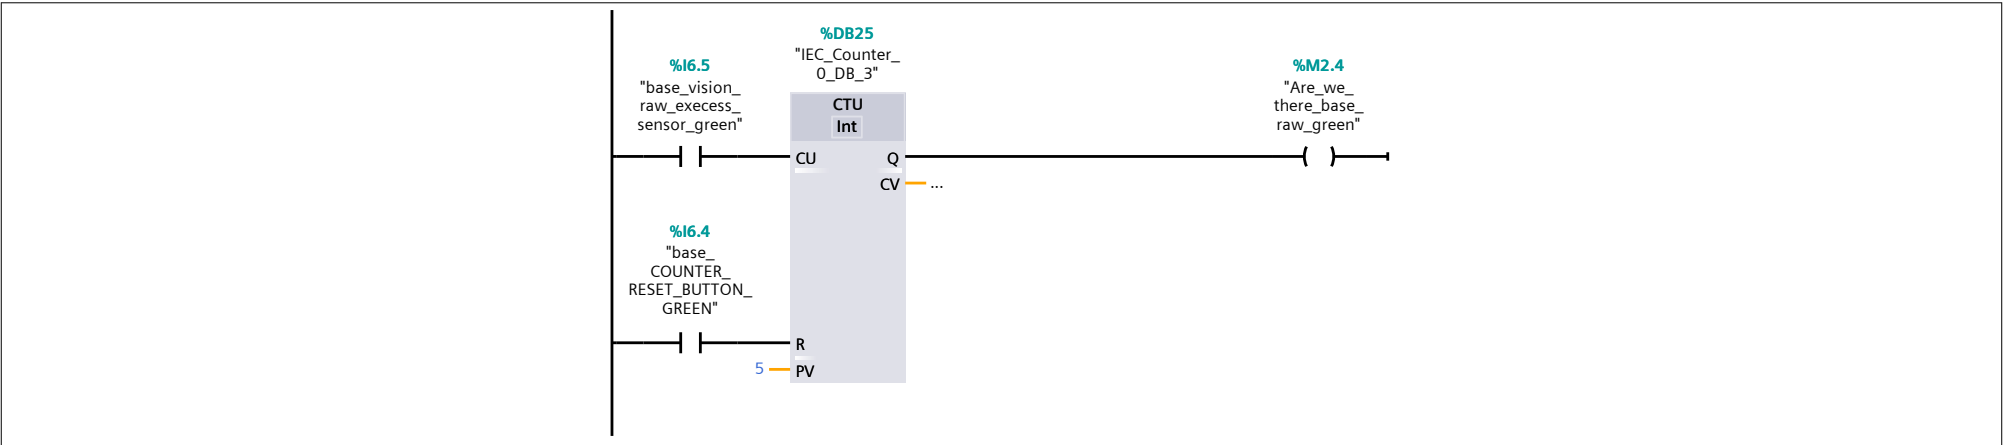 %DB25
"IEC_Counter_
0_DB_3"
%I6.5
"base_vision_
raw_execess_
sensor_green"
%M2.4
"Are_we_
there_base_
raw_green"
CTU
Int
CU
Q
CV
...
%I6.4
"base_
COUNTER_
RESET_BUTTON_
GREEN"
R
5
PV